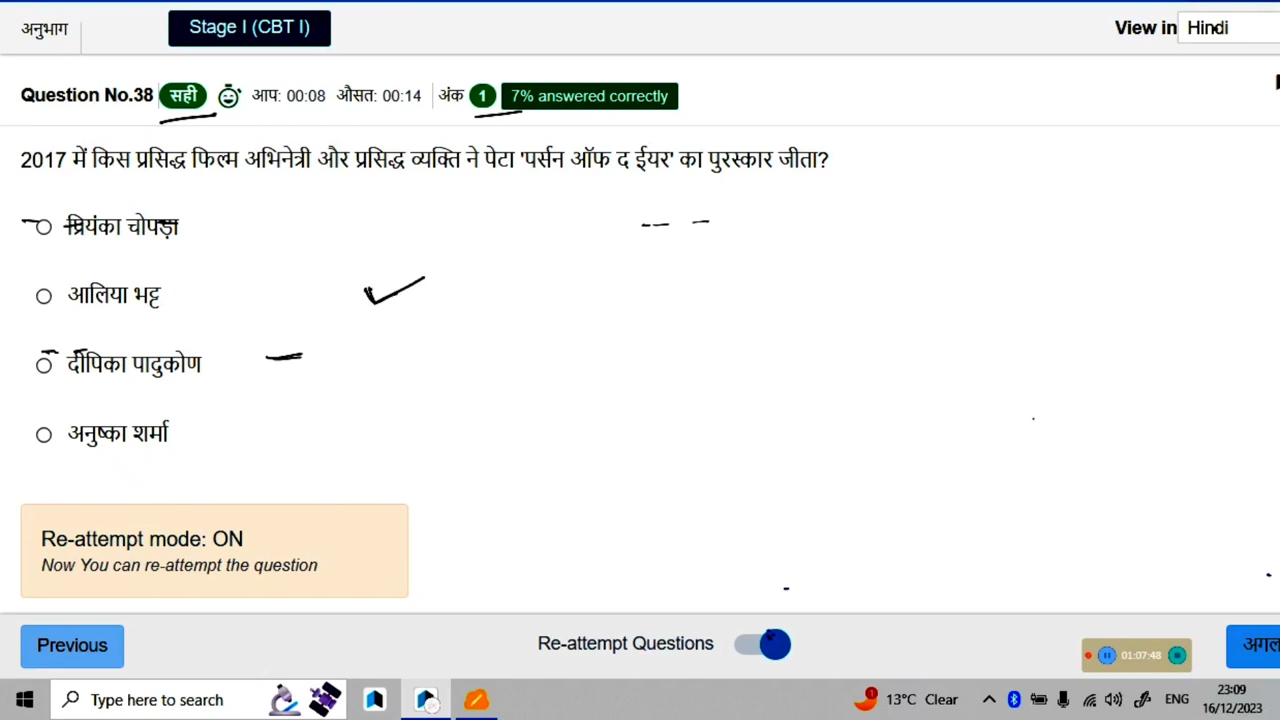 अनुभाग
Stage I (CBT I)
View in Hindi
Question No.38 सही आप: 00:08 औसत: 00:14 अंक 1 7% answered correctly
2017 में किस प्रसिद्ध फिल्म अभिनेत्री और प्रसिद्ध व्यक्ति ने पेटा 'पर्सन ऑफ द ईयर' का पुरस्कार जीता?
प्रियंका चोपड़ा
आलिया भट्ट
दीपिका पादुकोण
अनुष्का शर्मा
Re-attempt mode: ON
Now You can re-attempt the question
Previous
Re-attempt Questions
01:07:48
अगल
Type here to search
1
13°C Clear
ENG
23:09
16/12/2023